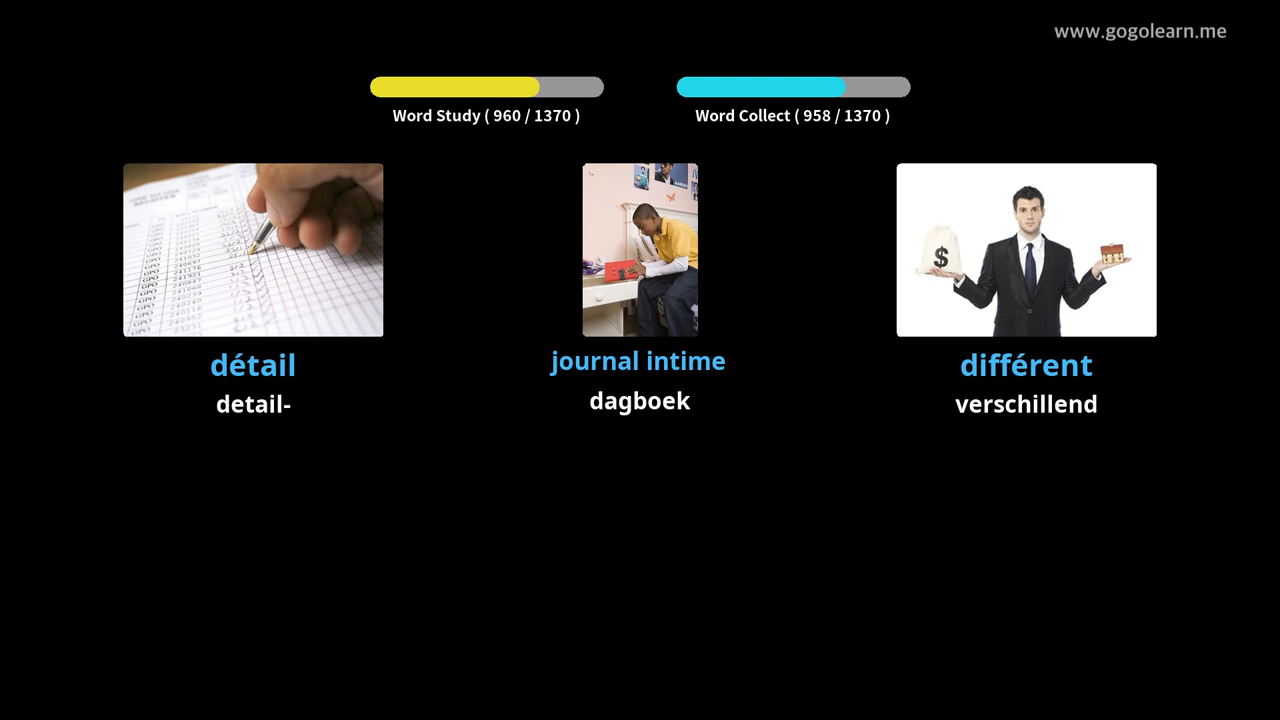 www.gogolearn.me
Word Study ( 960 / 1370 )
Word Collect ( 958 / 1370 )
$
détail
journal intime
différent
detail-
dagboek
verschillend